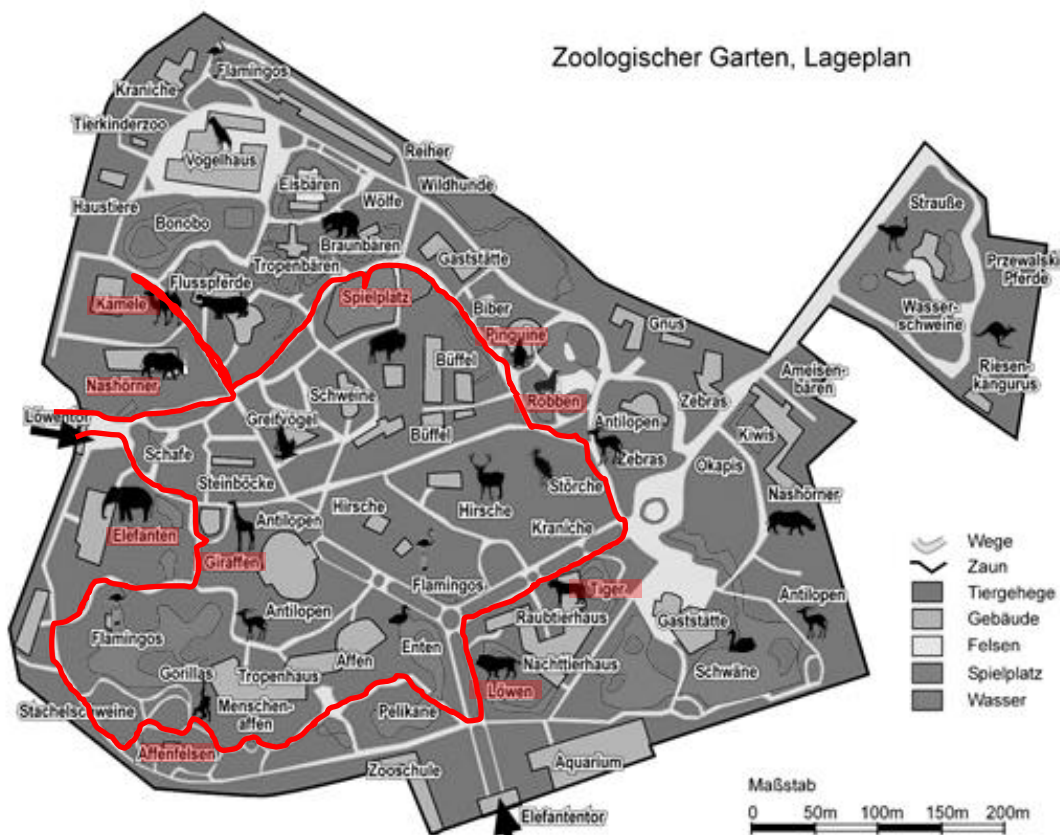 Zoologischer Garten, Lageplan
Flamingos
Kraniche
Tierkinderzoo
Vogelhaus
Reiher
Eisbären
Wildhunde
Haustiere
Wölfe
Bonobo
Braunbären
Gaststätte
Tropenbären
Flusspferde
Kamele
Spielplatz
Biber
Strauße
Przewalski
Pferde
Wasser-
schweine
Riesen-
kangurus
Gnus
Pinguine
Büffel
Nashörner
Robben
Schweine
Ameisen-
bären
Zebras
Löwentor
Greifvögel
Büffel
Antilopen
Kiwis
Schafe
Steinböcke
Zebras
Okapis
Störche
Hirsche
Hirsche
Nashörner
Elefanten
Antilopen
Kraniche
Giraffen
Flamingos
Tiger
Wege
Zaun
Tiergehege
Gebäude
Felsen
Spielplatz
Wasser
Flamingos
Antilopen
Enten
Raubtierhaus
Gaststätte
Antilopen
Affen
Nachttierhaus
Schwäne
Gorillas
Tropenhaus
Löwen
Stachelschweine
Menschen-
affen
Pelikane
Affenfelsen
Zooschule
Aquarium
Elefantentor
Maßstab
0 50m 100m 150m 200m